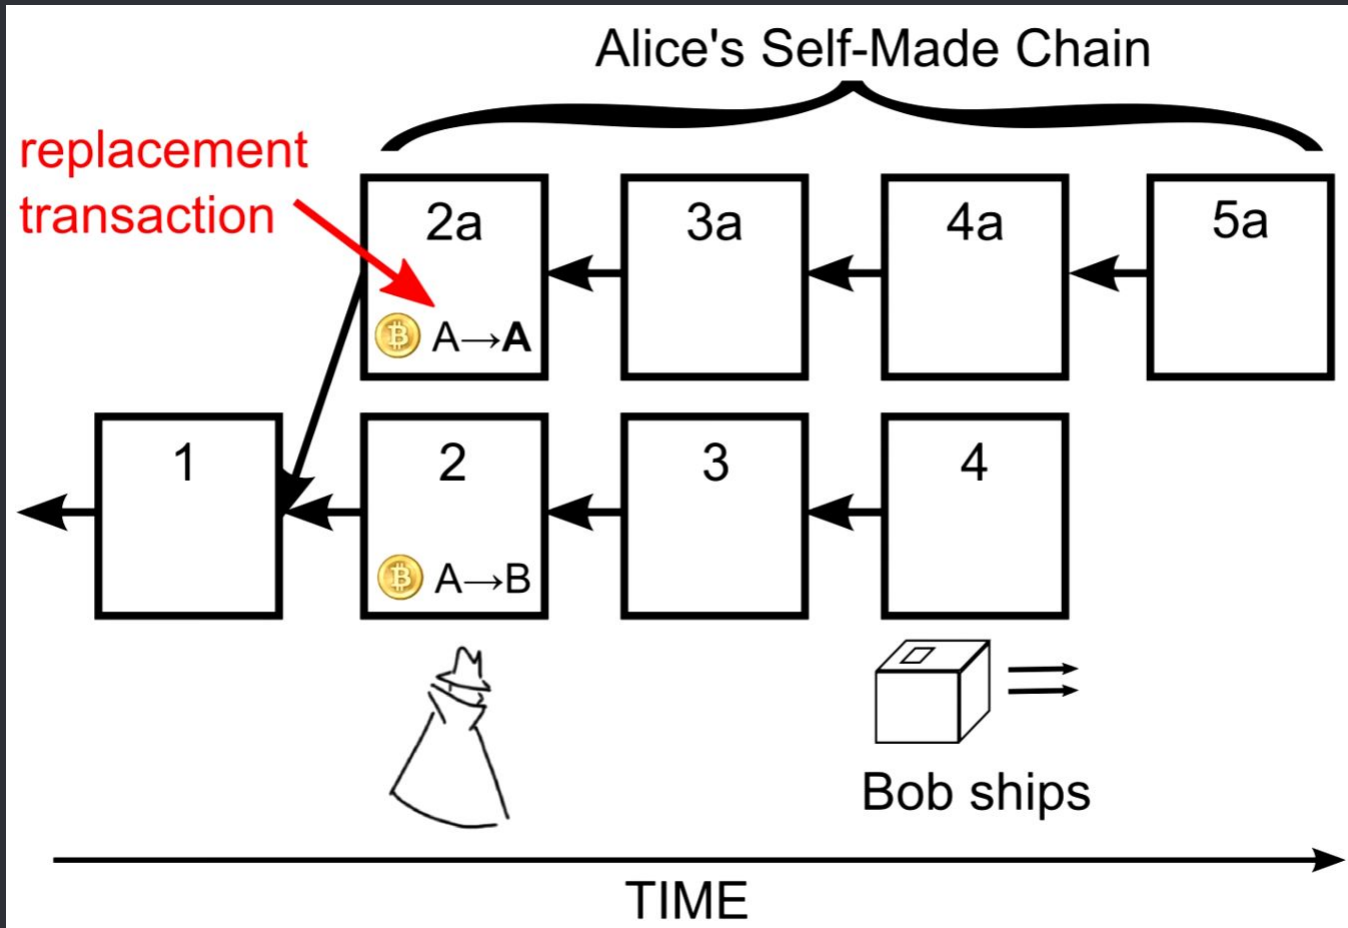 Alice's Self-Made Chain
replacement
transaction
2a
3a
4a
5a
A→A
1
2
3
4
A→B
Bob ships
TIME